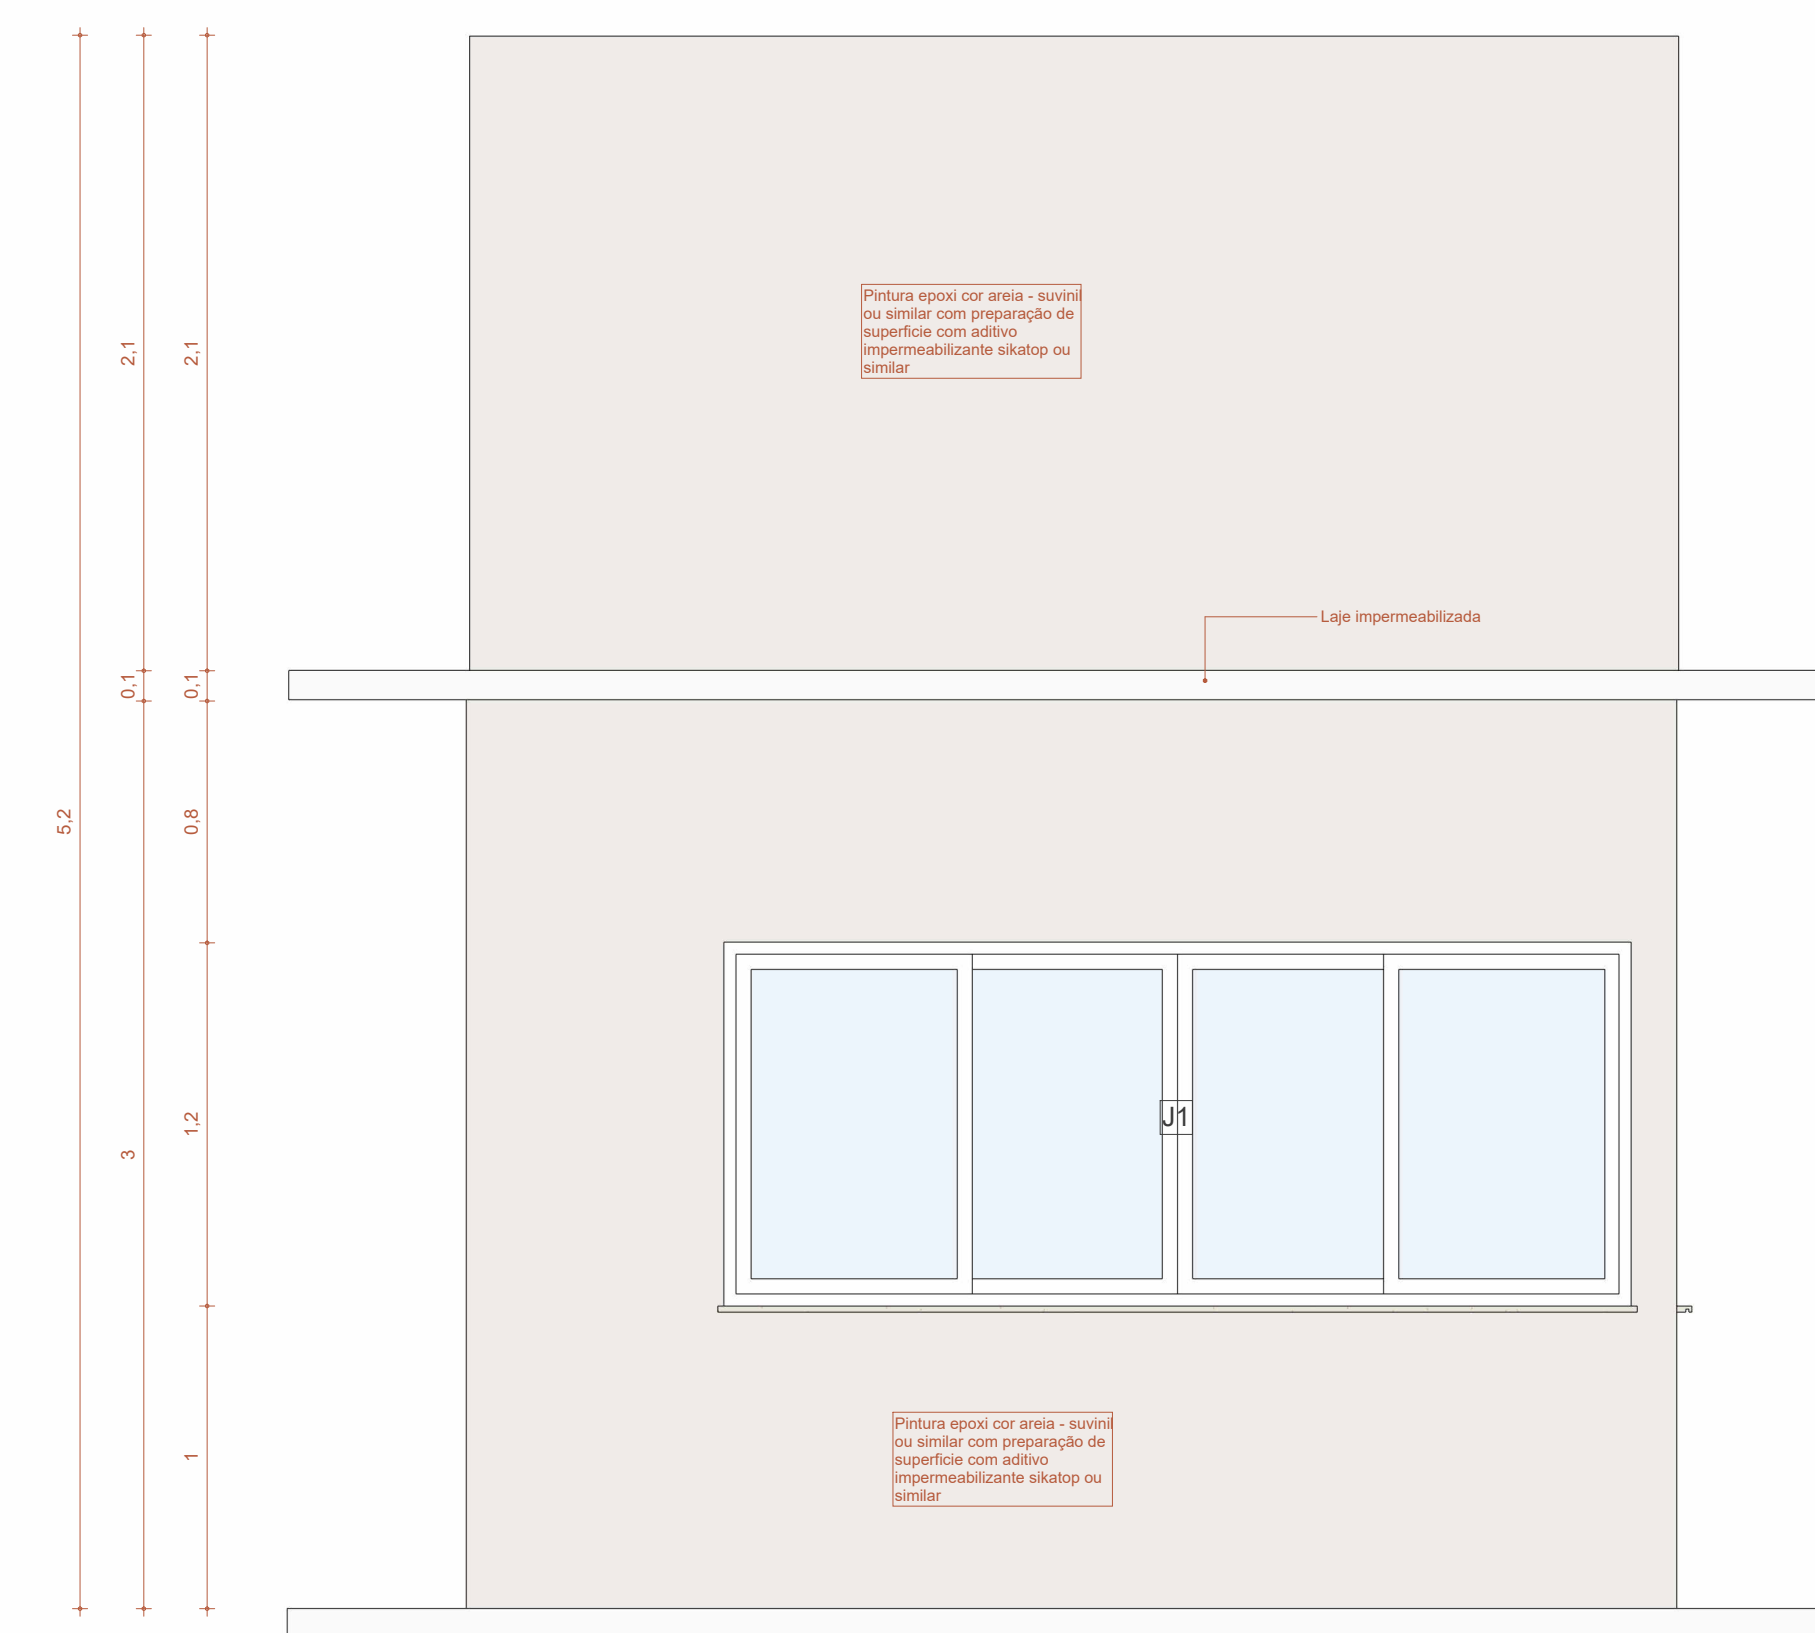 2,1
2,1
Pintura epoxi cor areia - suvinil
ou similar com preparação de
superficie com aditivo
impermeabilizante sikatop ou
similar
Laje impermeabilizada
0,1
0,1
5,2
0,8
1,2
J1
3
1
Pintura epoxi cor areia - suvinil
ou similar com preparação de
superficie com aditivo
impermeabilizante sikatop ou
similar